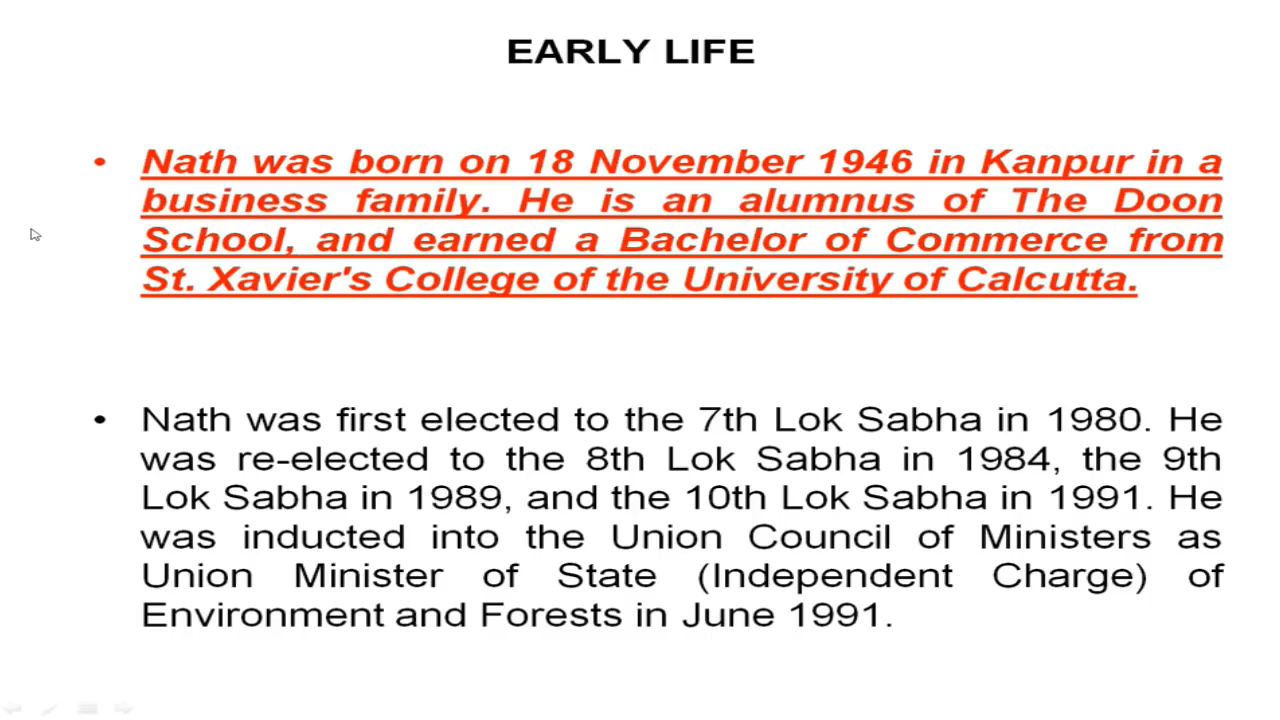 EARLY LIFE
• Nath was born on 18 November 1946 in Kanpur in a
business family. He is an alumnus of The Doon
School, and earned a Bachelor of Commerce from
St. Xavier's College of the University of Calcutta.
• Nath was first elected to the 7th Lok Sabha in 1980. He
was re-elected to the 8th Lok Sabha in 1984, the 9th
Lok Sabha in 1989, and the 10th Lok Sabha in 1991. He
was inducted into the Union Council of Ministers as
Union Minister of State (Independent Charge) of
Environment and Forests in June 1991.